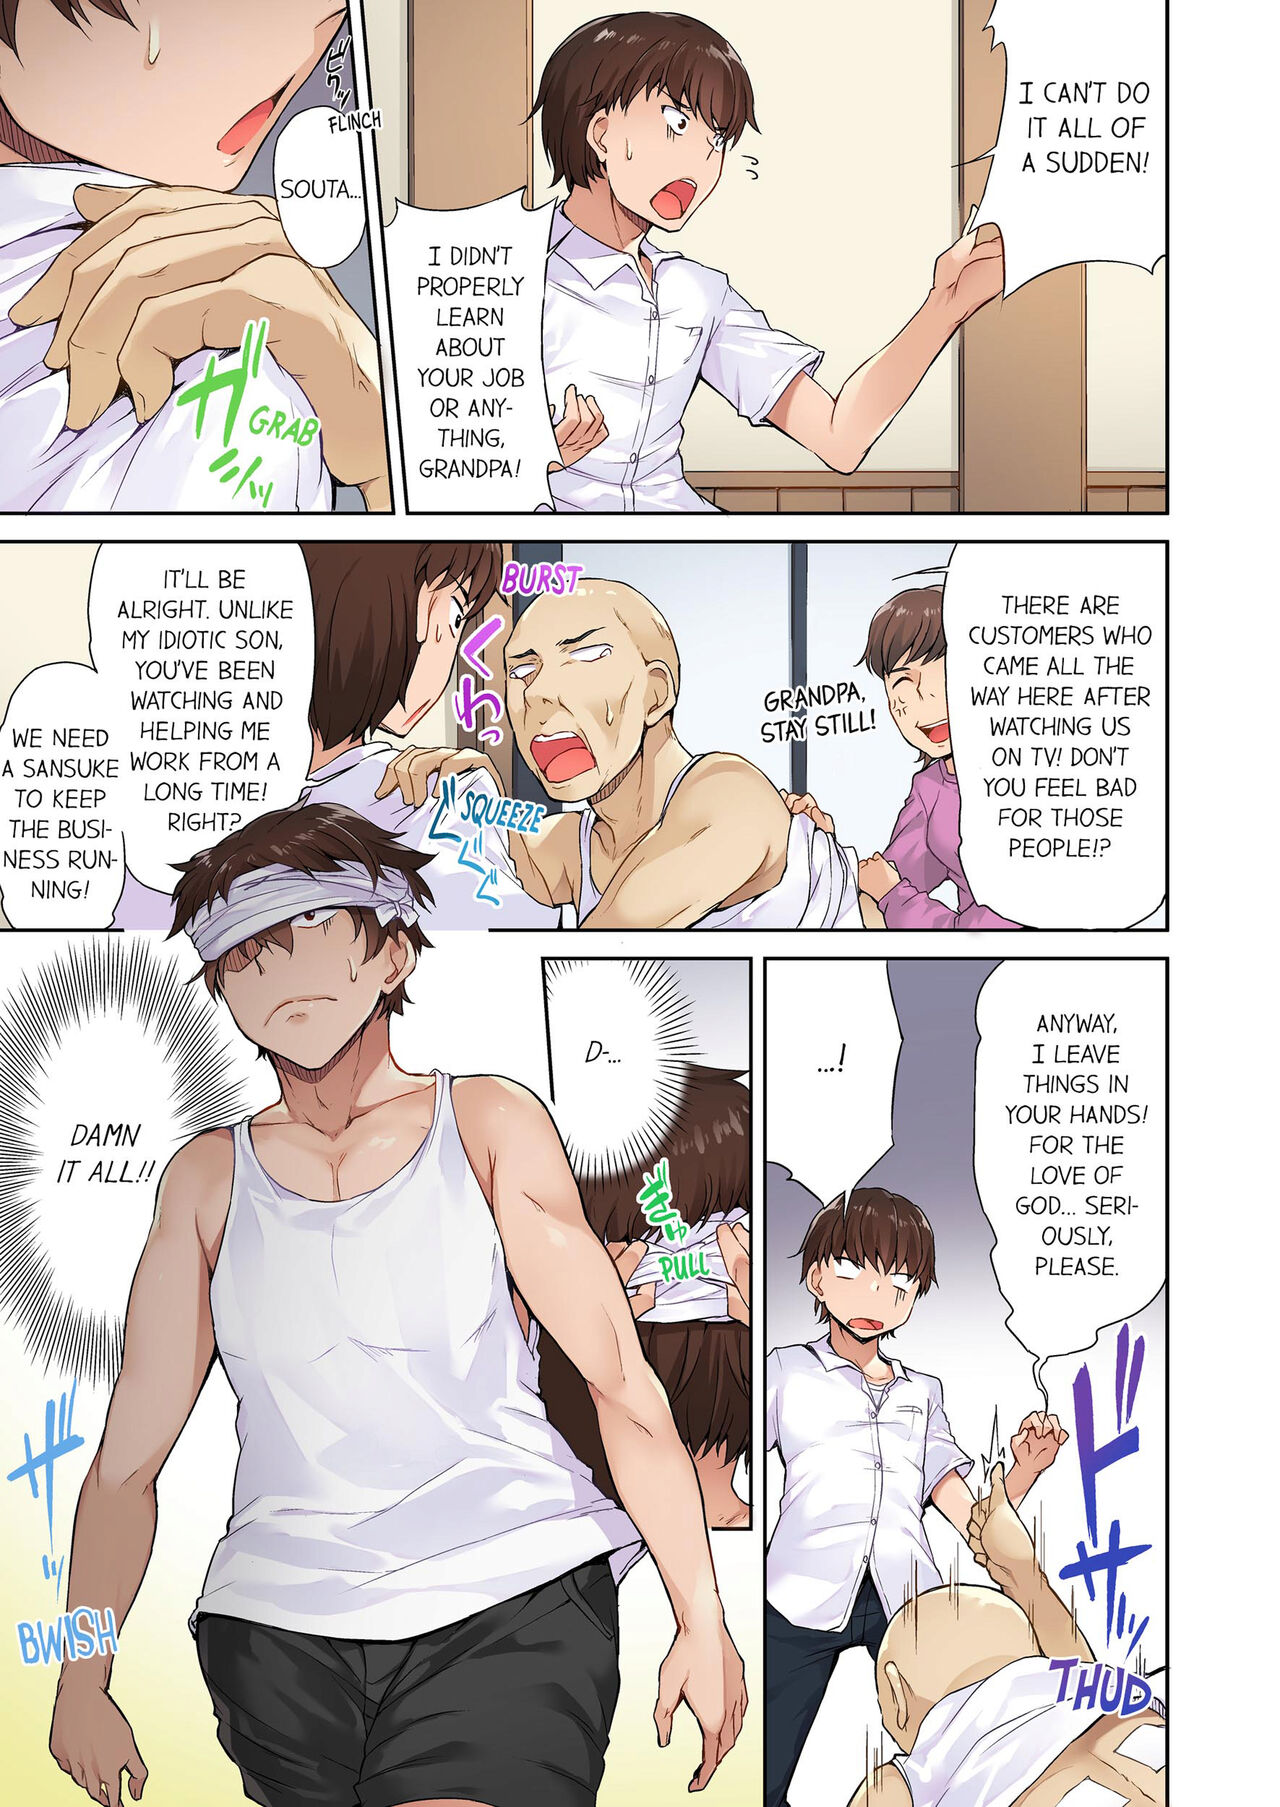 I CAN'T DO
IT ALL OF
A SUDDEN!
I DIDN'T
PROPERLY
LEARN
ABOUT
YOUR JOB
OR ANY-
THING,
GRANDPA!
ビクッ
FLINCH
SOUTA...
ガシッ
GRAB
THERE ARE
CUSTOMERS WHO
CAME ALL THE
WAY HERE AFTER
WATCHING US
ON TV! DON'T
YOU FEEL BAD
FOR THOSE
PEOPLE!?
GRANDPA,
STAY STILL!
BURST
くわっ
SQUEEZE
ぐぐぐ
IT'LL BE
ALRIGHT. UNLIKE
MY IDIOTIC SON,
YOU'VE BEEN
WATCHING AND
HELPING ME
WORK FROM A
LONG TIME!
RIGHT?
WE NEED
A SANSUKE
TO KEEP
THE BUSI-
NESS RUN-
NING!
ANYWAY,
I LEAVE
THINGS IN
YOUR HANDS!
FOR THE
LOVE OF
GOD... SERI-
OUSLY,
PLEASE.
...!
ドサッ
THUD
D-...
ぎゅ
PULL
DAMN
IT ALL!!
ザッ
BWISH